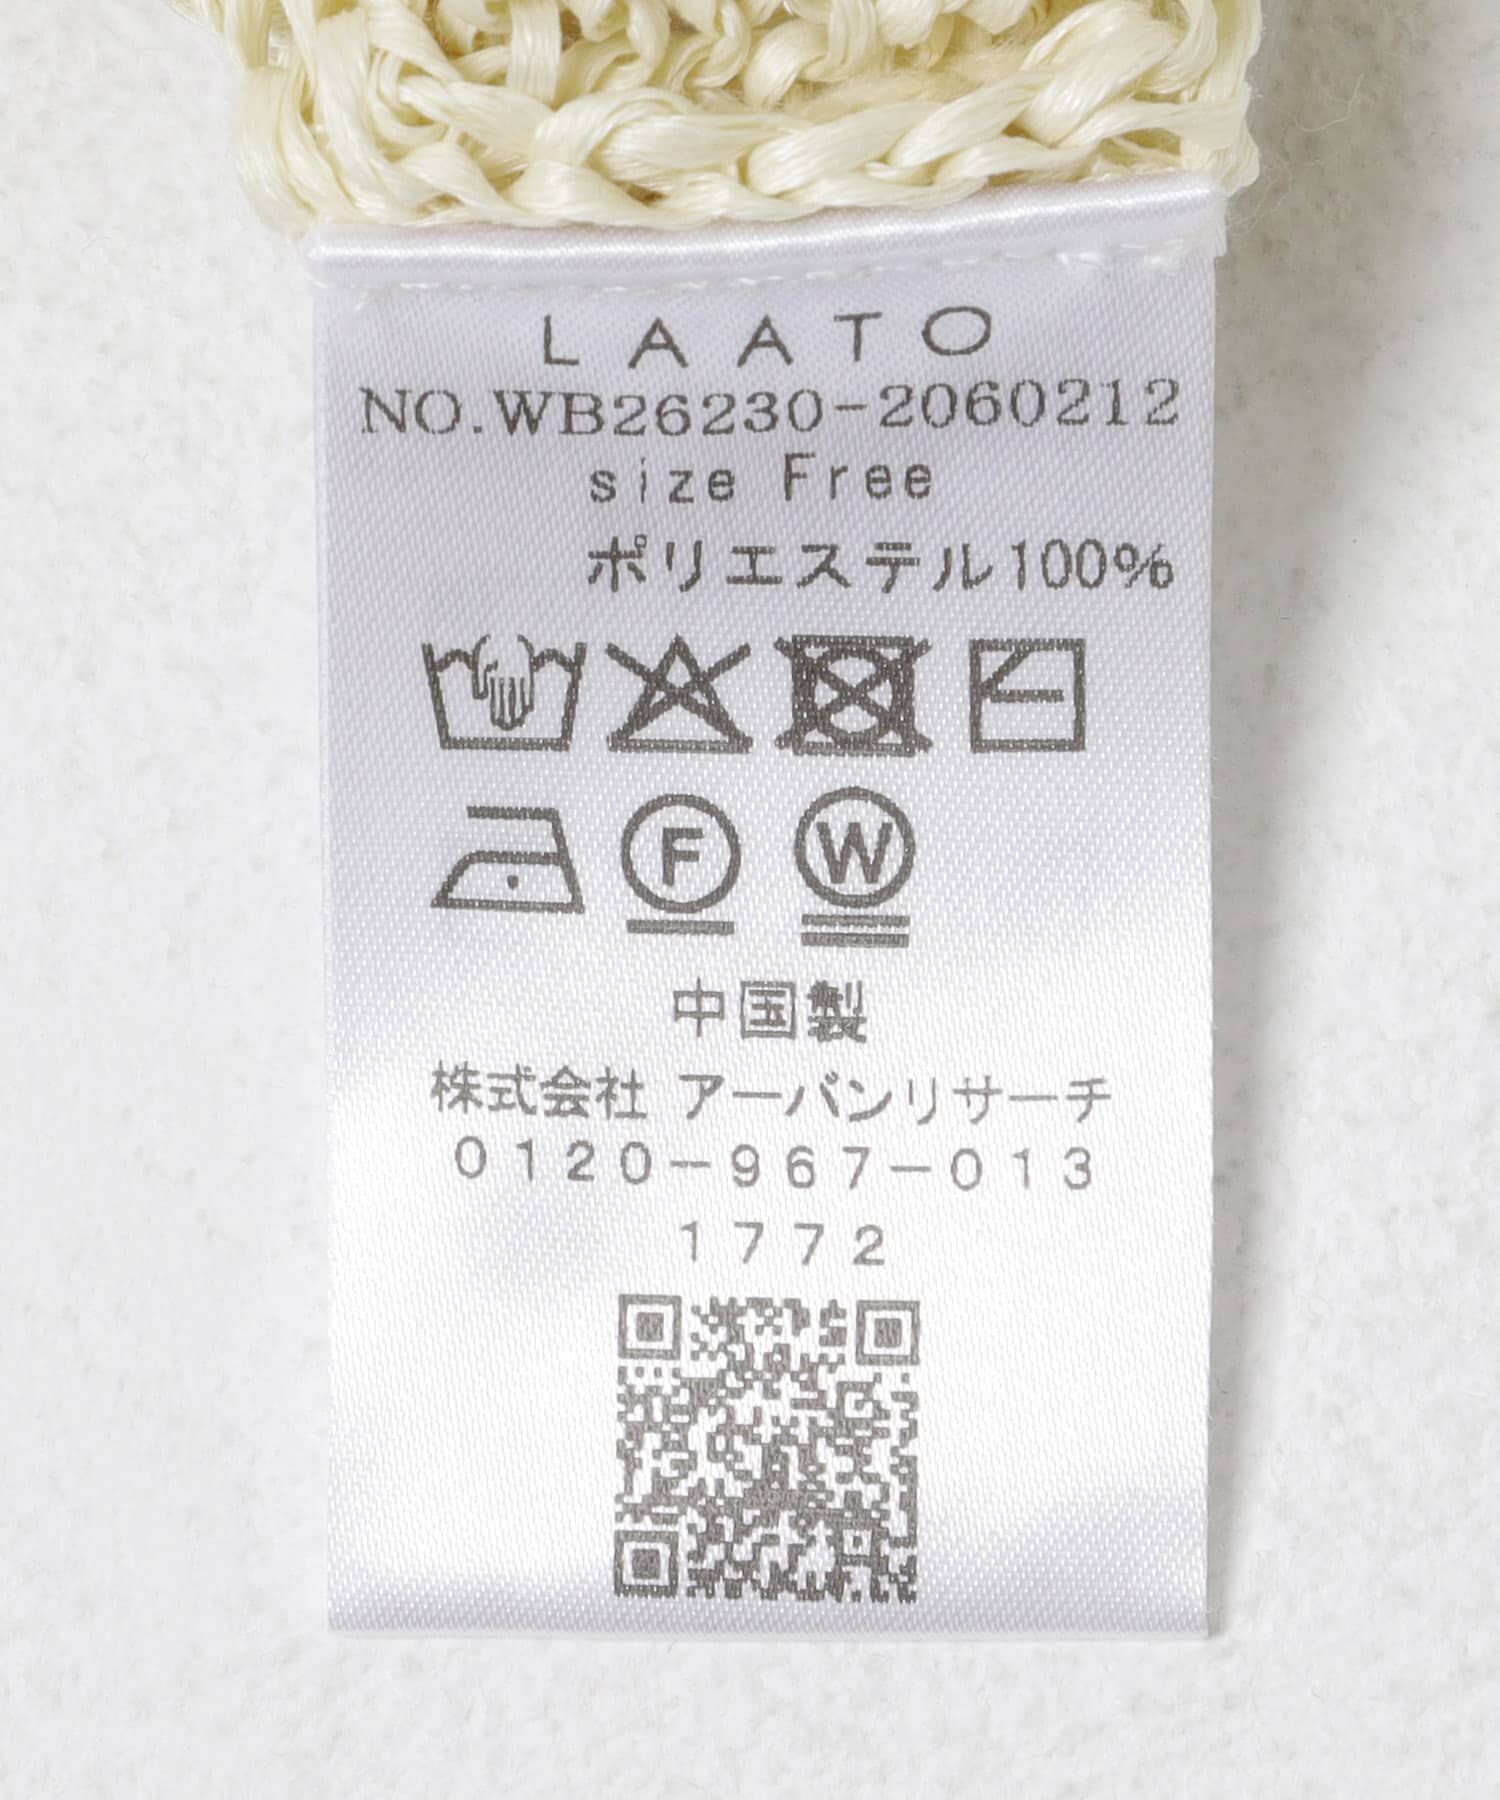 LAATO
NO.WB26230-2060212
size Free
ポリエステル100%
F W
中国製
株式会社 アーバンリサーチ
0120-967-013
1772